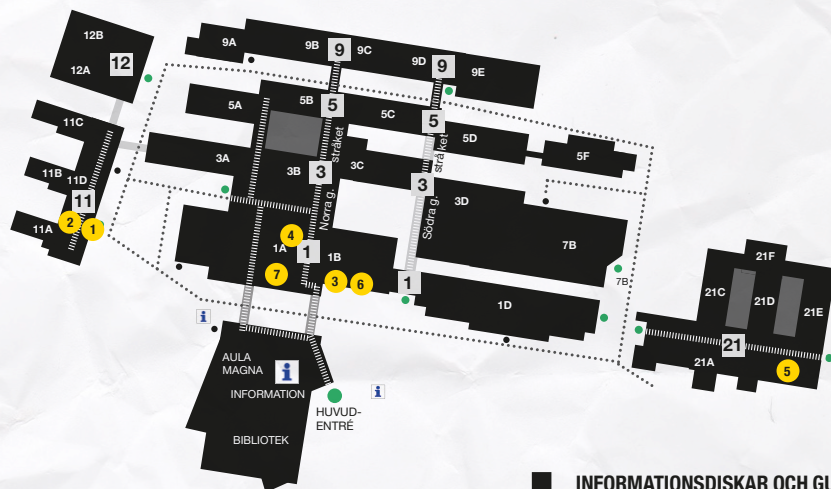 12B
12A
12
9A
9B
9
9C
9D
9
9E
11C
5A
5B
5
5C
5
5D
5F
11B
11D
11
11A
2
1
3A
3B
3
3C
3
3D
Norra g. stråket
Södra g. stråket
4
1A
1
1B
7
3
6
1
1D
7B
7B
21F
21C
21D
21E
21
21A
5
i
AULA
MAGNA
i
INFORMATION
i
HUVUD-
ENTRÉ
BIBLIOTEK
INFORMATIONSDISKAR OCH